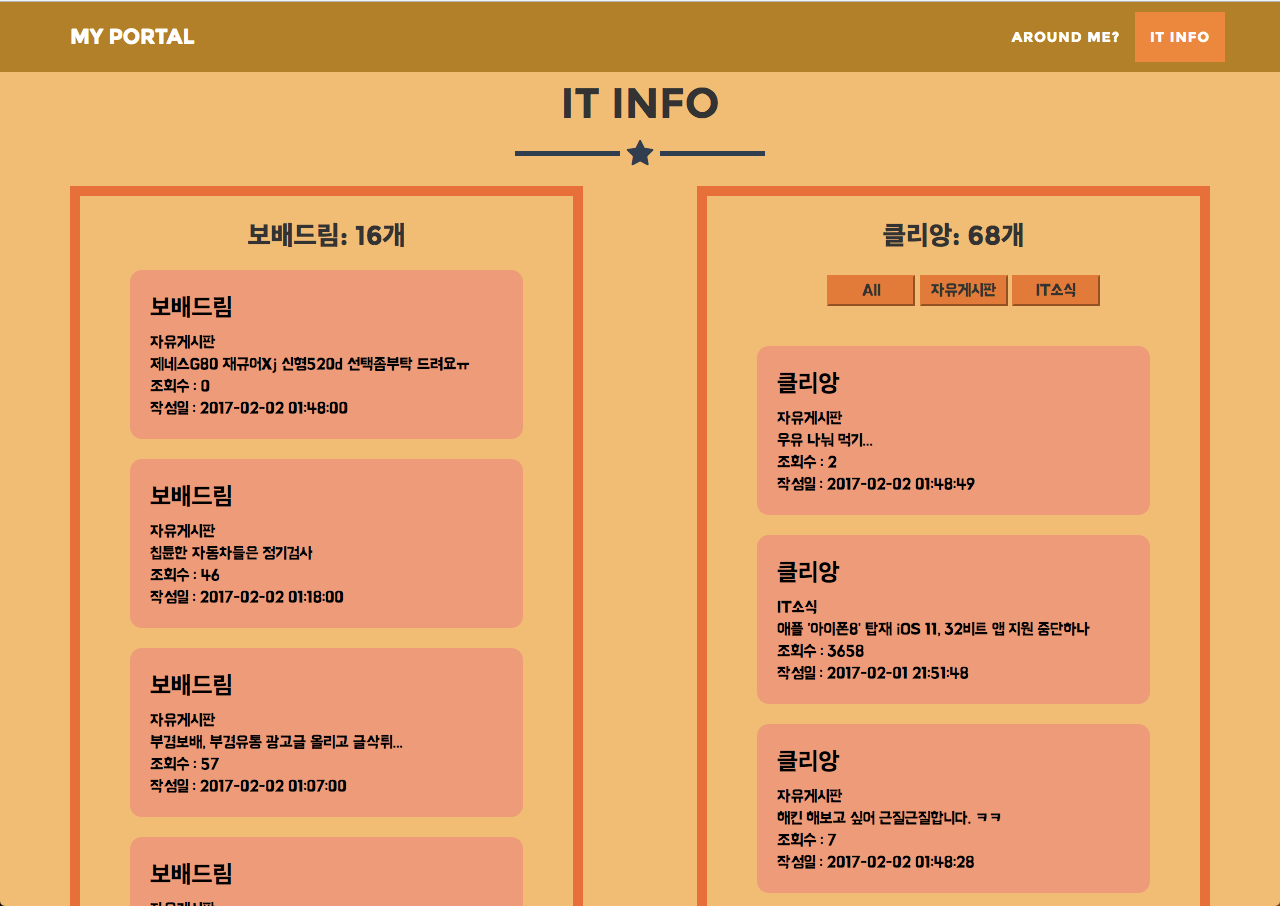 MY PORTAL
AROUND ME?
IT INFO
IT INFO
보배드림: 16개
보배드림
자유게시판
제네스G80 재규어Xj 신형520d 선택좀부탁 드려요ㅠ
조회수 : 0
작성일 : 2017-02-02 01:48:00
보배드림
자유게시판
칩튠한 자동차들은 정기검사
조회수 : 46
작성일 : 2017-02-02 01:18:00
보배드림
자유게시판
부경보배, 부경유통 광고글 올리고 글삭튀...
조회수 : 57
작성일 : 2017-02-02 01:07:00
보배드림
클리앙: 68개
All
자유게시판
IT소식
클리앙
자유게시판
우유 나눠 먹기...
조회수 : 2
작성일 : 2017-02-02 01:48:49
클리앙
IT소식
애플 '아이폰8' 탑재 iOS 11, 32비트 앱 지원 중단하나
조회수 : 3658
작성일 : 2017-02-01 21:51:48
클리앙
자유게시판
해킨 해보고 싶어 근질근질합니다. ㅋㅋ
조회수 : 7
작성일 : 2017-02-02 01:48:28